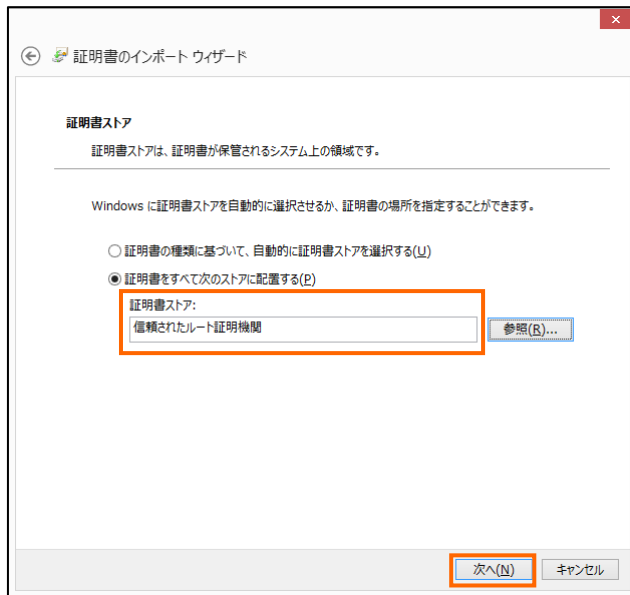 証明書のインポート ウィザード
証明書ストア
証明書ストアは、証明書が保管されるシステム上の領域です。
Windows に証明書ストアを自動的に選択させるか、証明書の場所を指定することができます。
証明書の種類に基づいて、自動的に証明書ストアを選択する(U)
証明書をすべて次のストアに配置する(P)
証明書ストア:
信頼されたルート証明機関
参照(R)...
次へ(N)
キャンセル